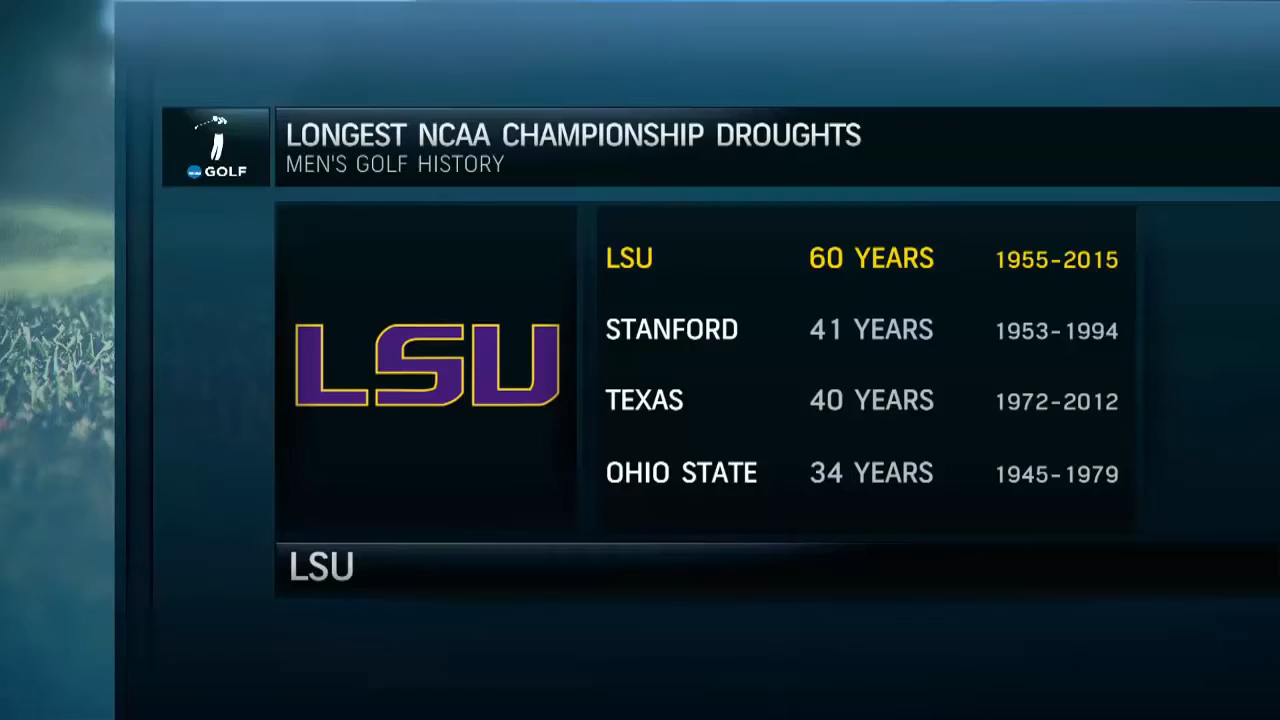 LONGEST NCAA CHAMPIONSHIP DROUGHTS
GOLF
MEN'S GOLF HISTORY
LSU
LSU 60 YEARS 1955-2015
STANFORD 41 YEARS 1953-1994
TEXAS 40 YEARS 1972-2012
OHIO STATE 34 YEARS 1945-1979
LSU